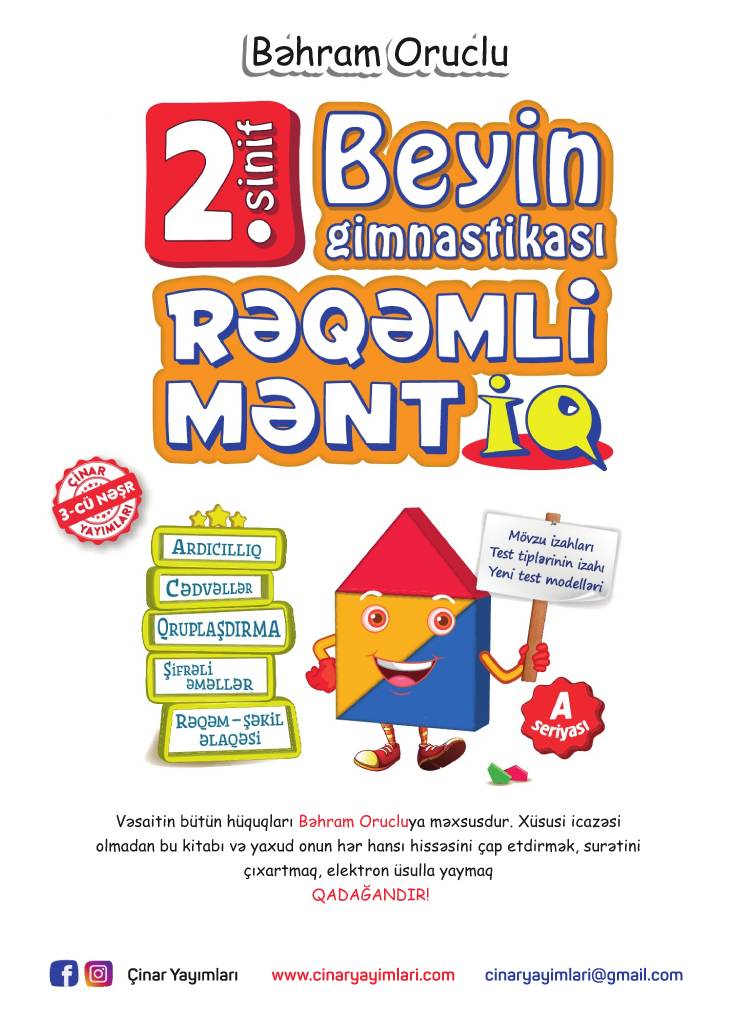 Bəhram Oruclu
2.sinif
Beyin
gimnastikası
RƏQƏMLİ
MƏNTİQ
ÇİNAR
3-CÜ NƏŞR
YAYIMLARI
ARDICILLIQ
CƏDVƏLLƏR
QRUPLAŞDIRMA
ŞİFRƏLİ
ƏMƏLLƏR
RƏQƏM – ŞƏKİL
ƏLAQƏSİ
Mövzu izahları
Test tiplərinin izahı
Yeni test modelləri
A
seriyası
Vəsaitin bütün hüquqları Bəhram Orucluya məxsusdur. Xüsusi icazəsi
olmadan bu kitabı və yaxud onun hər hansı hissəsini çap etdirmək, surətini
çıxartmaq, elektron üsulla yaymaq
QADAĞANDIR!
Çinar Yayımları www.cinaryayimlari.com cinaryayimlari@gmail.com